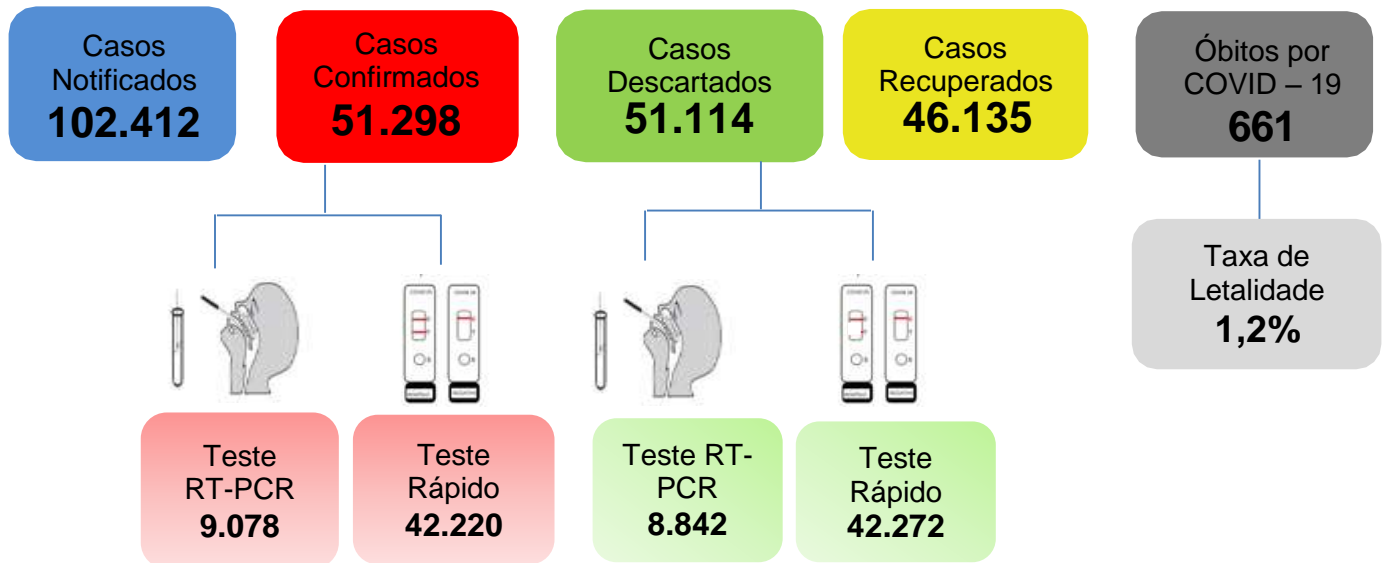 Casos
Notificados
102.412
Casos
Confirmados
51.298
Casos
Descartados
51.114
Casos
Recuperados
46.135
Óbitos por
COVID – 19
661
Taxa de
Letalidade
1,2%
Teste
RT-PCR
9.078
Teste
Rápido
42.220
Teste RT-
PCR
8.842
Teste
Rápido
42.272